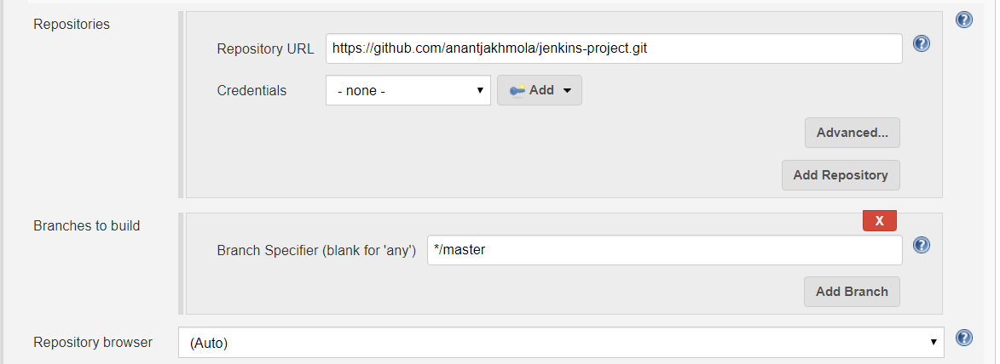 Repositories
Repository URL https://github.com/anantjakhmola/jenkins-project.git
Credentials - none - Add
Advanced...
Add Repository
Branches to build
X
Branch Specifier (blank for 'any') */master
Add Branch
Repository browser (Auto)